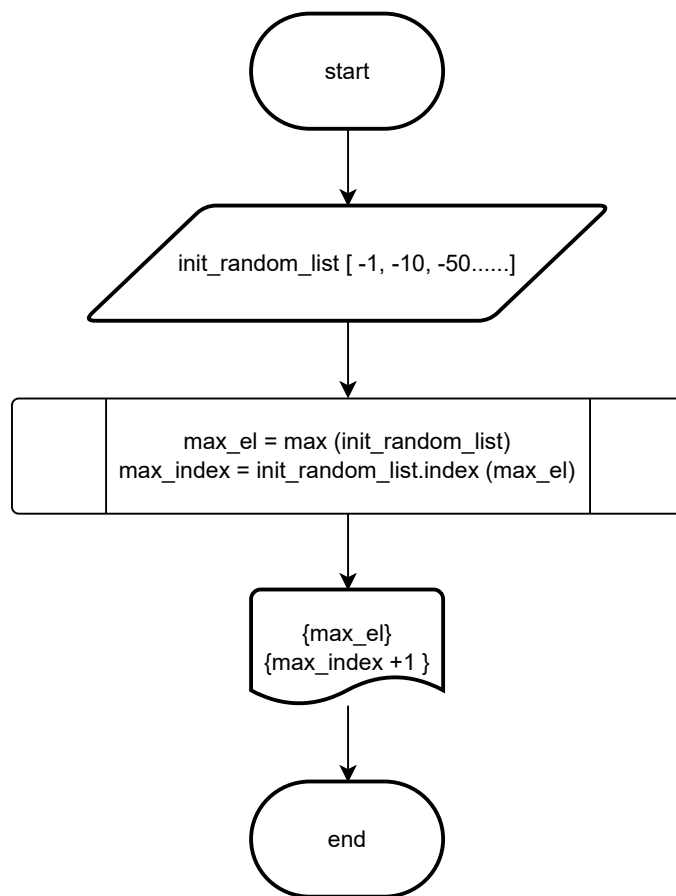 start
init_random_list [ -1, -10, -50......]
max_el = max (init_random_list)
max_index = init_random_list.index (max_el)
{max_el}
{max_index +1 }
end